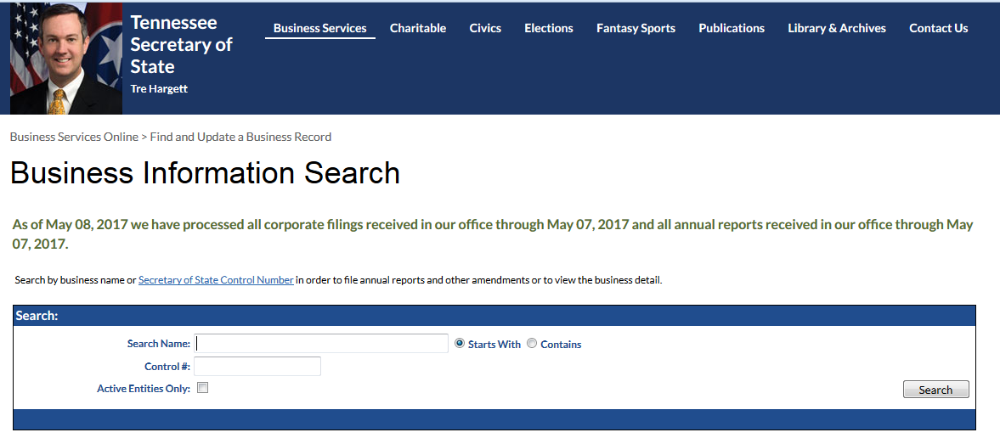 Tennessee
Secretary of
State
Tre Hargett
Business Services Charitable Civics Elections Fantasy Sports Publications Library & Archives Contact Us
Business Services Online > Find and Update a Business Record
Business Information Search
As of May 08, 2017 we have processed all corporate filings received in our office through May 07, 2017 and all annual reports received in our office through May
07, 2017.
Search by business name or Secretary of State Control Number in order to file annual reports and other amendments or to view the business detail.
Search:
Search Name: Starts With Contains
Control #:
Active Entities Only: Search